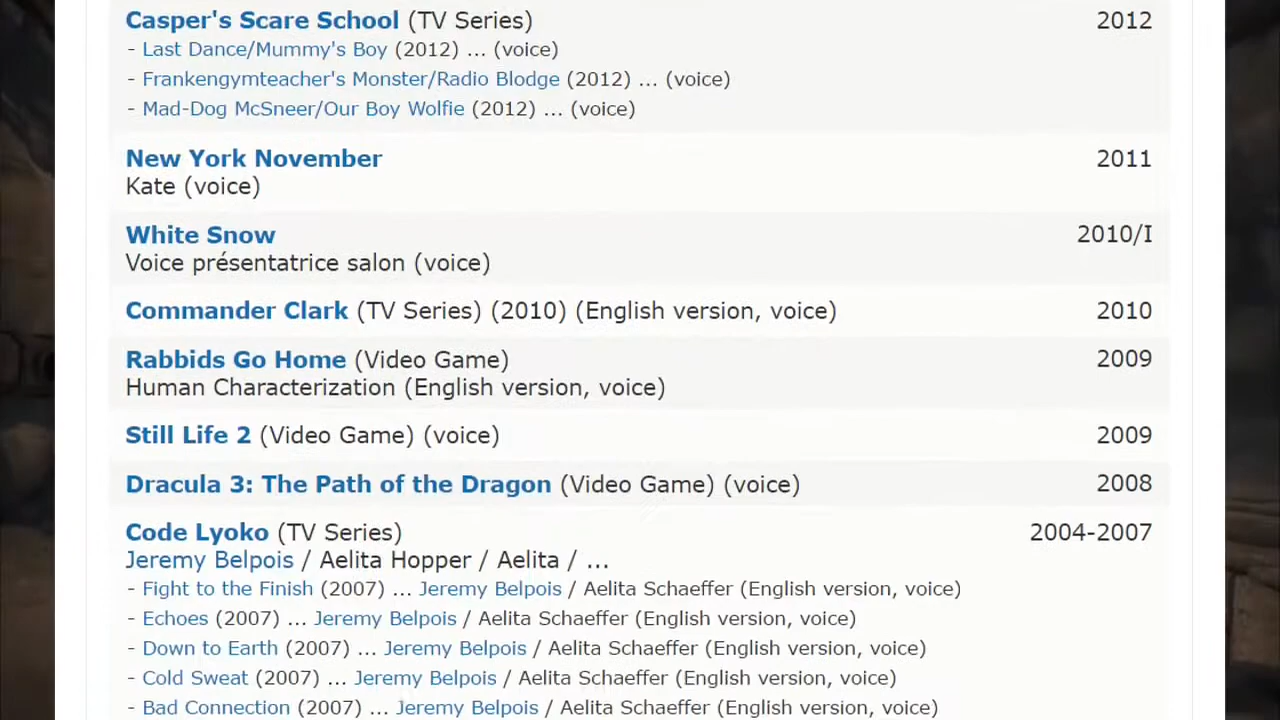 Casper's Scare School (TV Series) 2012
- Last Dance/Mummy's Boy (2012) ... (voice)
- Frankengymteacher's Monster/Radio Blodge (2012) ... (voice)
- Mad-Dog McSneer/Our Boy Wolfie (2012) ... (voice)
New York November 2011
Kate (voice)
White Snow 2010/I
Voice présentatrice salon (voice)
Commander Clark (TV Series) (2010) (English version, voice) 2010
Rabbids Go Home (Video Game) 2009
Human Characterization (English version, voice)
Still Life 2 (Video Game) (voice) 2009
Dracula 3: The Path of the Dragon (Video Game) (voice) 2008
Code Lyoko (TV Series) 2004-2007
Jeremy Belpois / Aelita Hopper / Aelita / ...
- Fight to the Finish (2007) ... Jeremy Belpois / Aelita Schaeffer (English version, voice)
- Echoes (2007) ... Jeremy Belpois / Aelita Schaeffer (English version, voice)
- Down to Earth (2007) ... Jeremy Belpois / Aelita Schaeffer (English version, voice)
- Cold Sweat (2007) ... Jeremy Belpois / Aelita Schaeffer (English version, voice)
- Bad Connection (2007) ... Jeremy Belpois / Aelita Schaeffer (English version, voice)